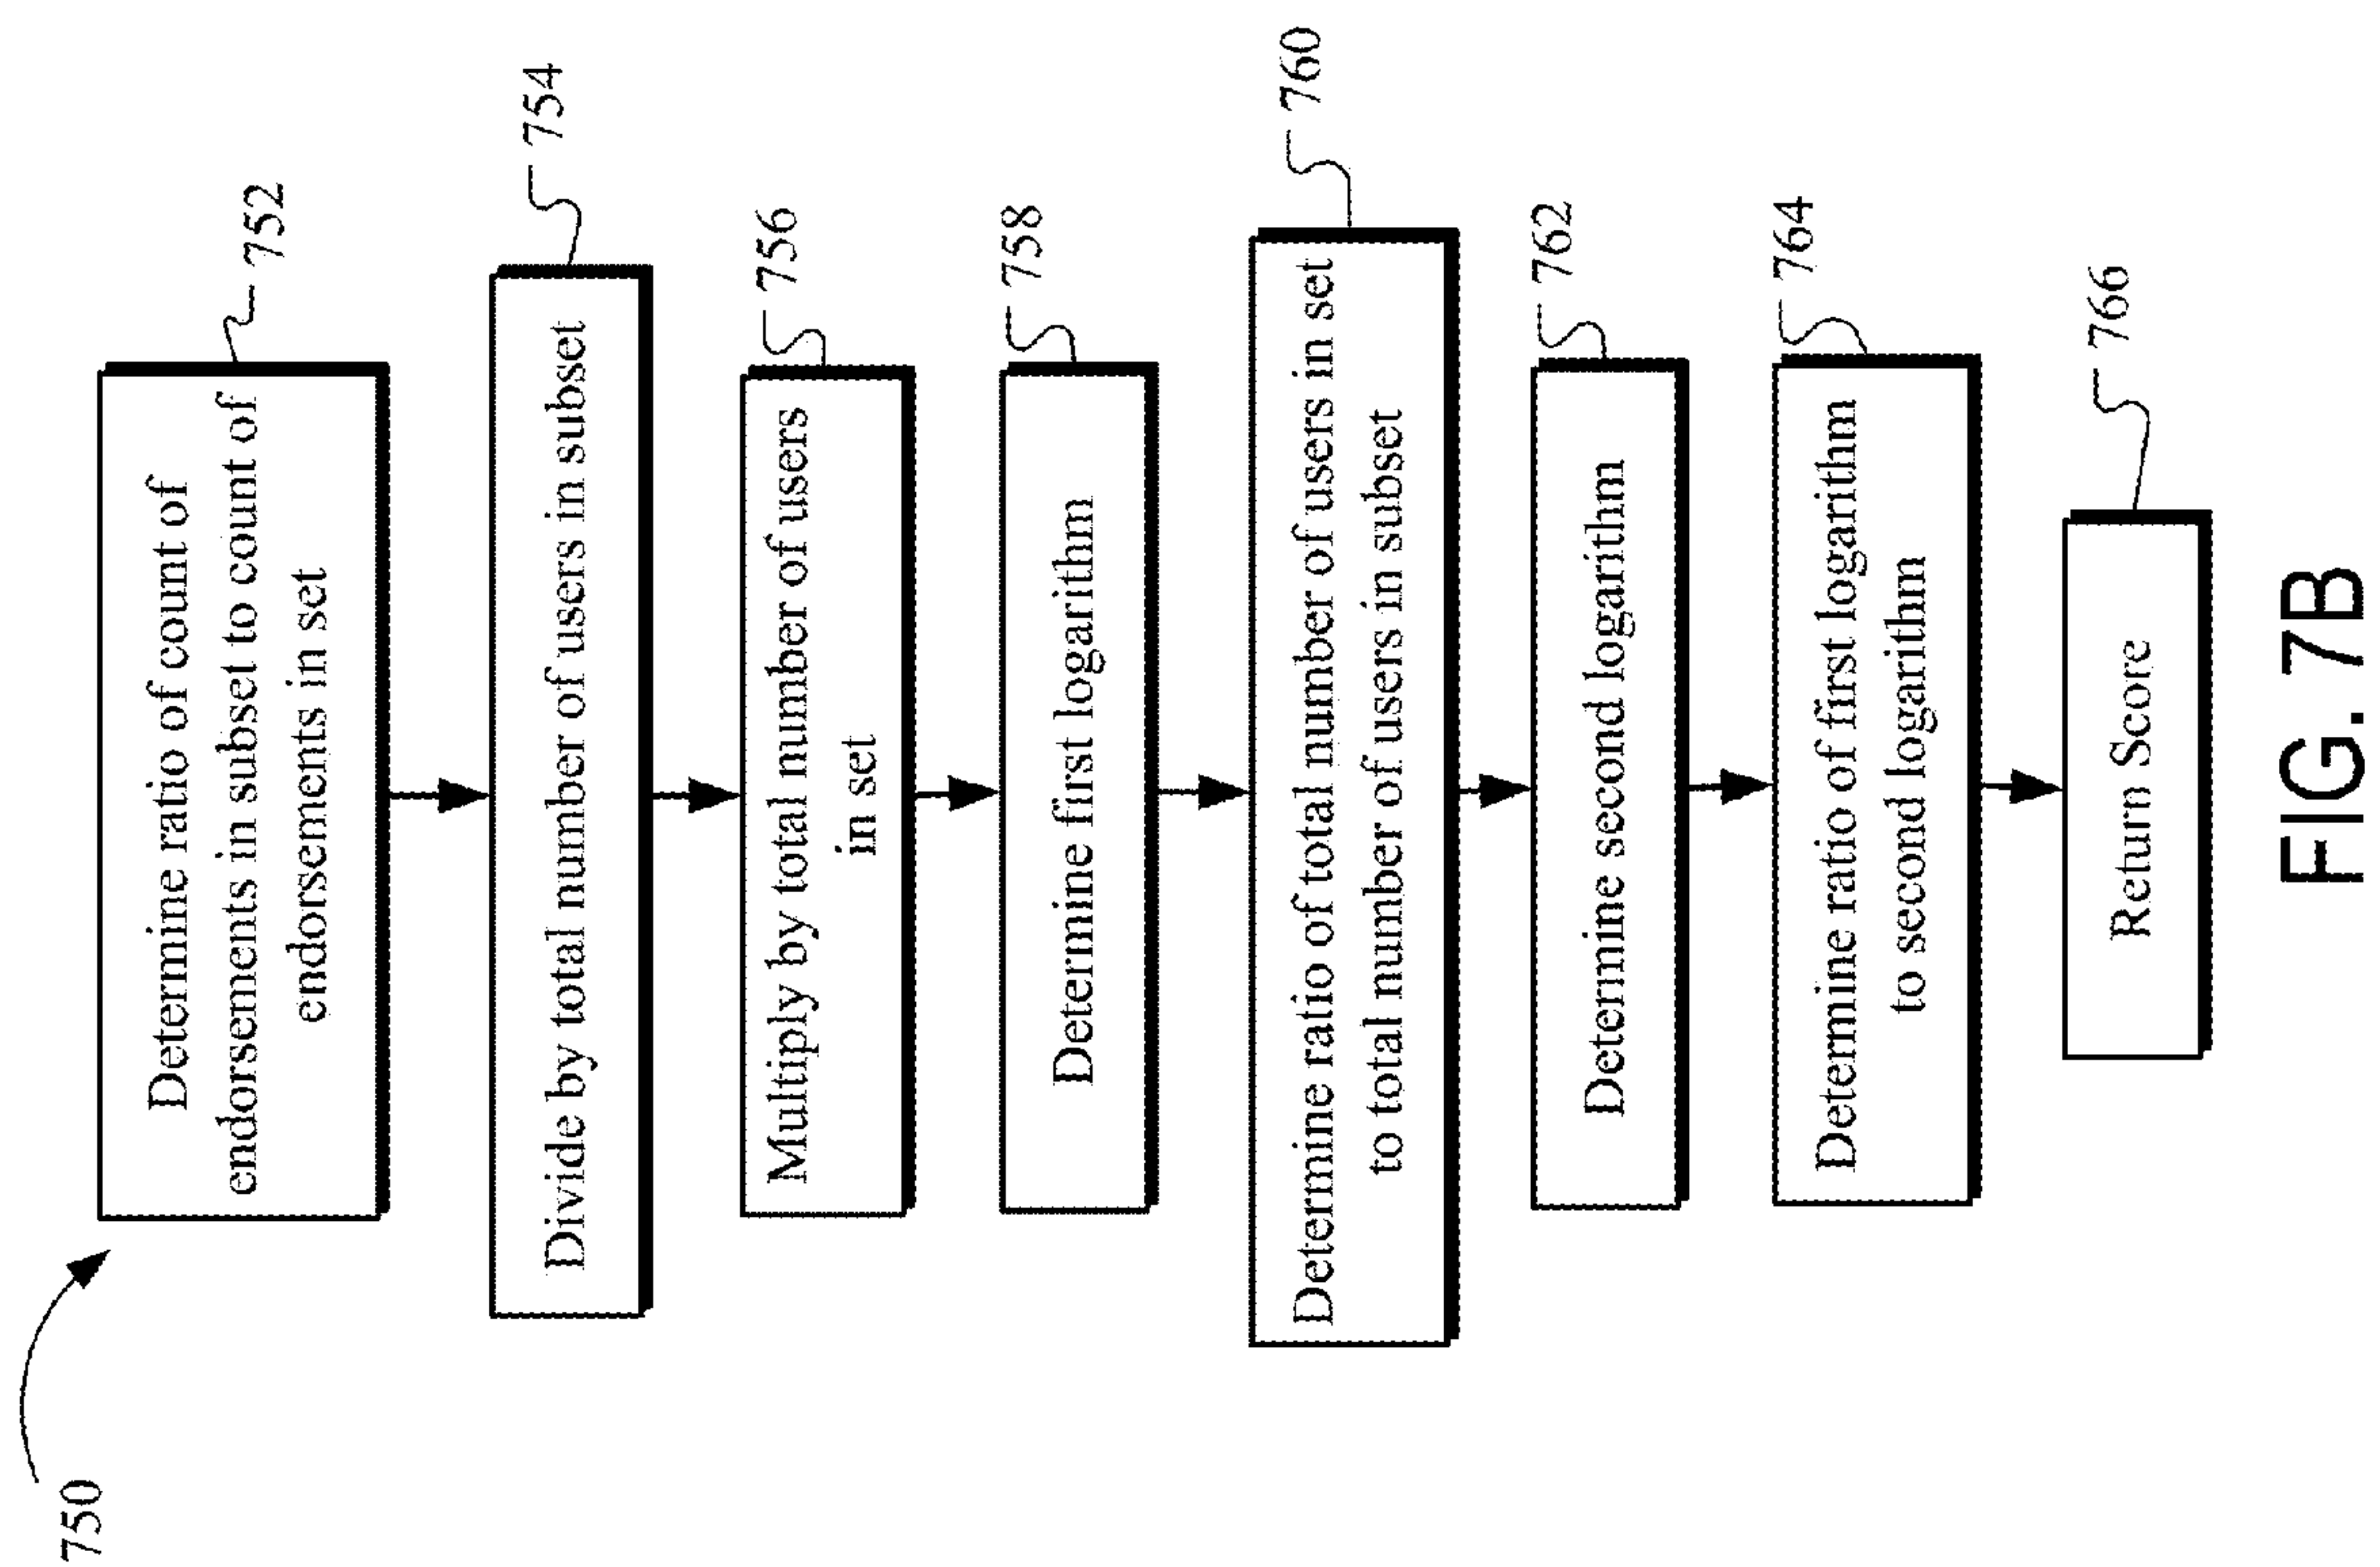 750
Determine ratio of count of
endorsements in subset to count of
endorsements in set
752
Divide by total number of users in subset
754
Multiply by total number of users
in set
756
Determine first logarithm
758
Determine ratio of total number of users in set
to total number of users in subset
760
Determine second logarithm
762
Determine ratio of first logarithm
to second logarithm
764
Return Score
766
FIG. 7B